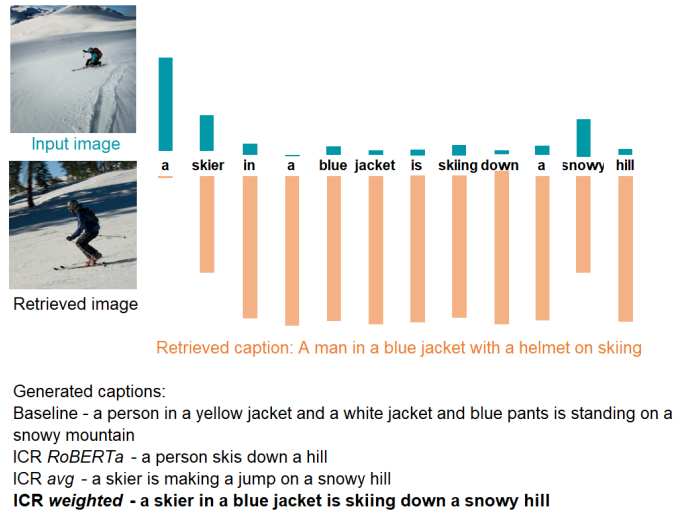 Input image
a skier in a blue jacket is skiing down a snowy hill
Retrieved image
Retrieved caption: A man in a blue jacket with a helmet on skiing
Generated captions:
Baseline - a person in a yellow jacket and a white jacket and blue pants is standing on a
snowy mountain
ICR RoBERTa - a person skis down a hill
ICR avg - a skier is making a jump on a snowy hill
ICR weighted - a skier in a blue jacket is skiing down a snowy hill